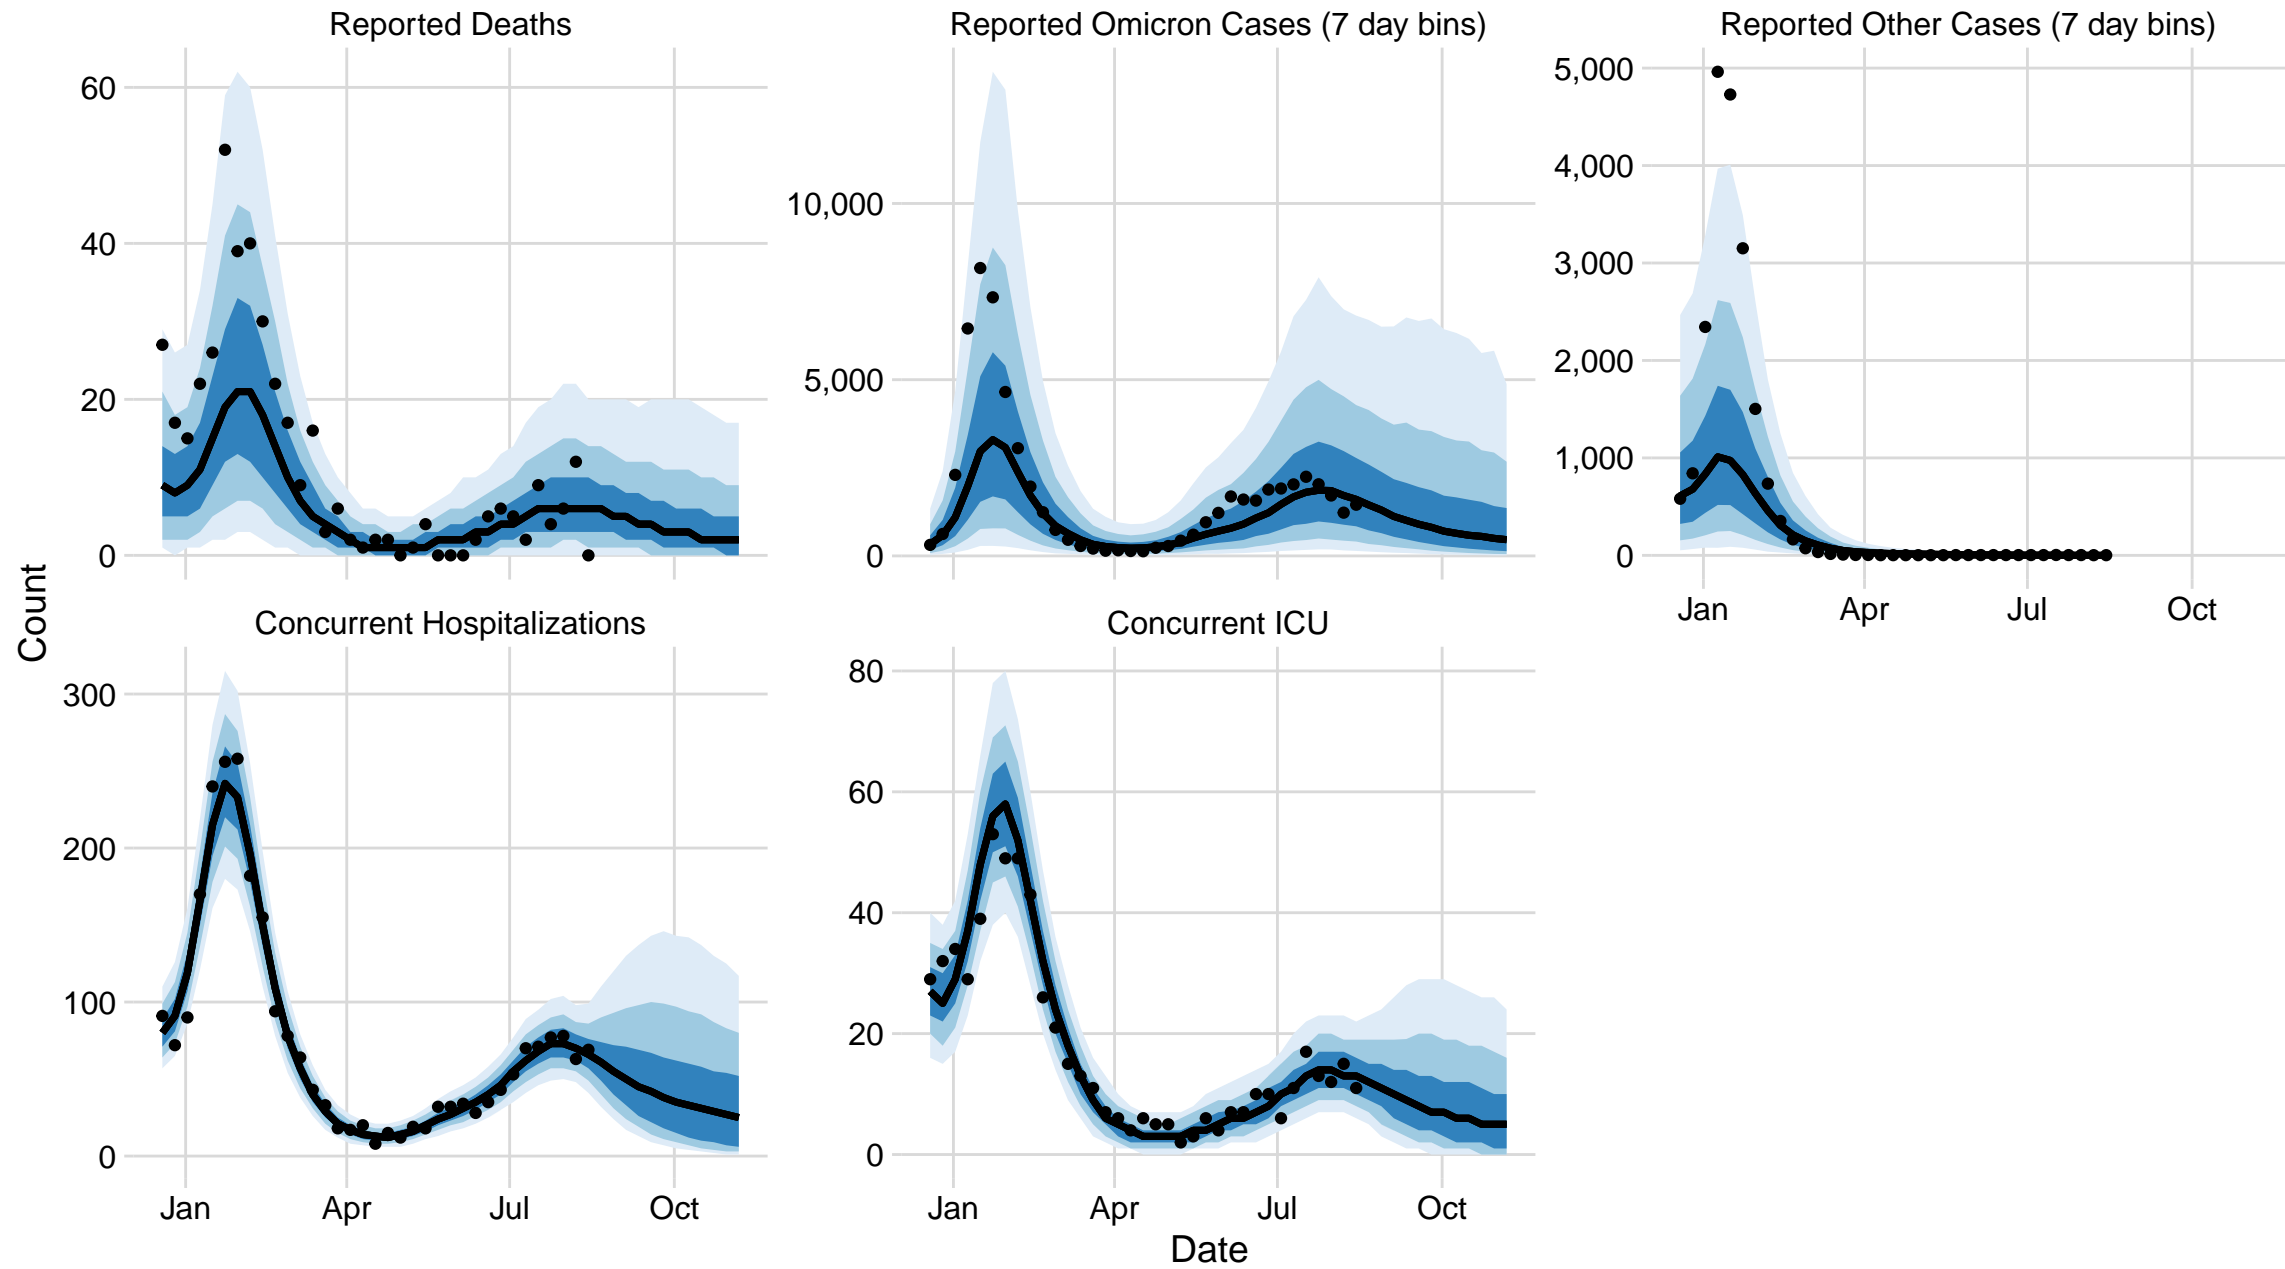 Reported Deaths
Reported Omicron Cases (7 day bins)
Reported Other Cases (7 day bins)
60
40
20
0
10,000
5,000
0
5,000
4,000
3,000
2,000
1,000
0
Jan Apr Jul Oct
Count
Concurrent Hospitalizations
Concurrent ICU
300
200
100
0
80
60
40
20
0
Jan Apr Jul Oct
Jan Apr Jul Oct
Date